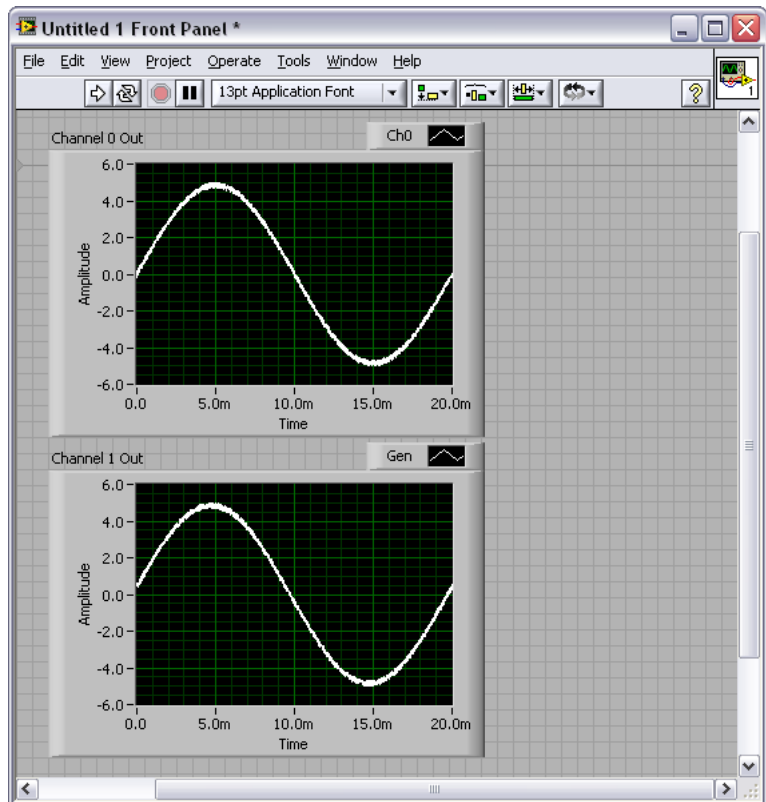 Untitled 1 Front Panel *
File Edit View Project Operate Tools Window Help
13pt Application Font
?
1
Channel 0 Out
Ch0
6.0
4.0
2.0
0.0
-2.0
-4.0
-6.0
Amplitude
0.0 5.0m 10.0m 15.0m 20.0m
Time
Channel 1 Out
Gen
6.0
4.0
2.0
0.0
-2.0
-4.0
-6.0
Amplitude
0.0 5.0m 10.0m 15.0m 20.0m
Time